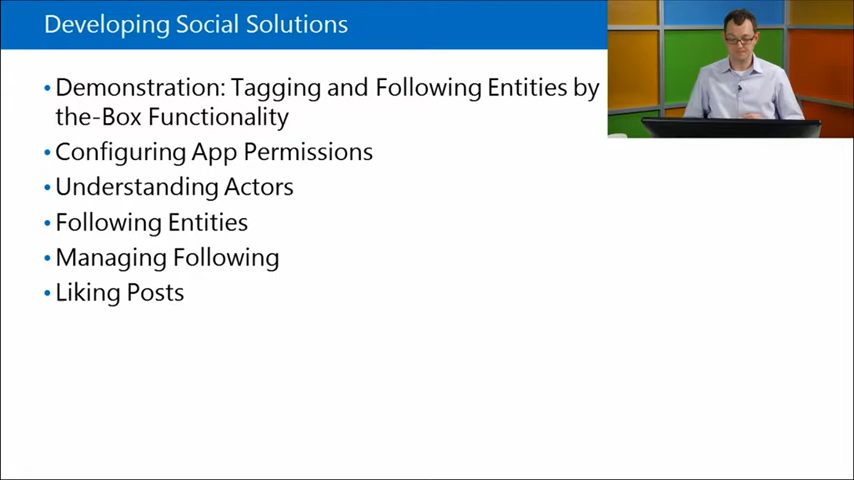 Developing Social Solutions
• Demonstration: Tagging and Following Entities by
the-Box Functionality
• Configuring App Permissions
• Understanding Actors
• Following Entities
• Managing Following
• Liking Posts